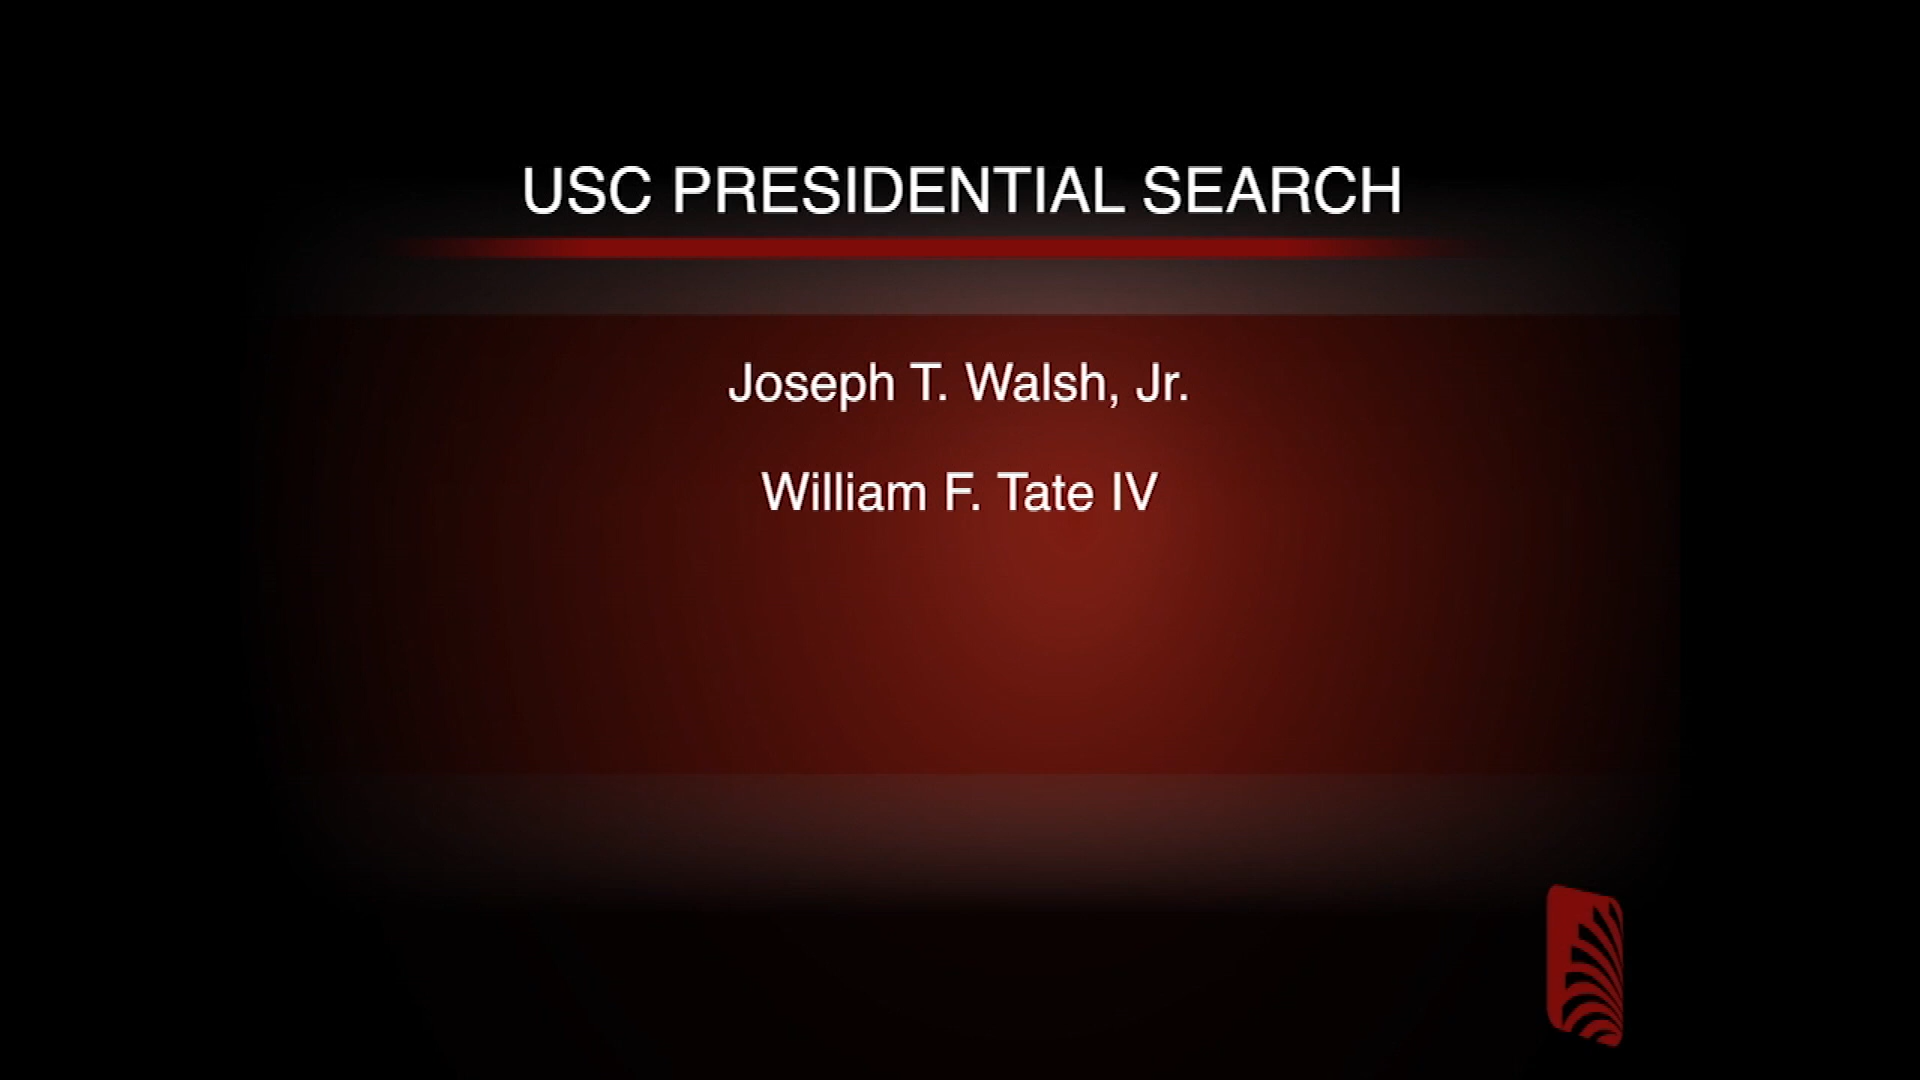 USC PRESIDENTIAL SEARCH
Joseph T. Walsh, Jr.
William F. Tate IV